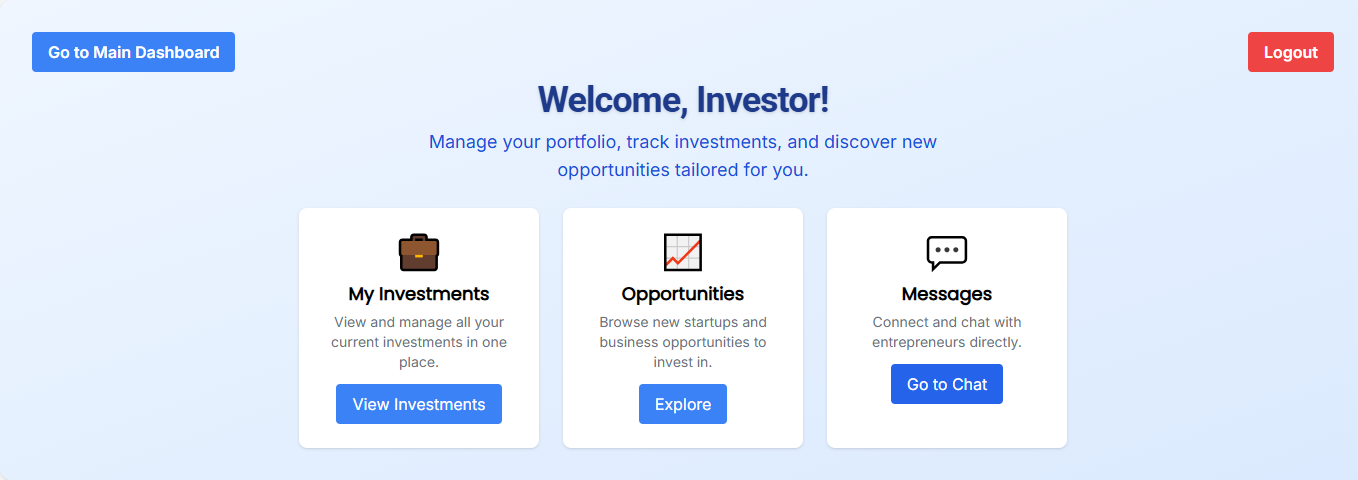 Go to Main Dashboard
Logout
Welcome, Investor!
Manage your portfolio, track investments, and discover new
opportunities tailored for you.
My Investments
View and manage all your
current investments in one
place.
View Investments
Opportunities
Browse new startups and
business opportunities to
invest in.
Explore
Messages
Connect and chat with
entrepreneurs directly.
Go to Chat